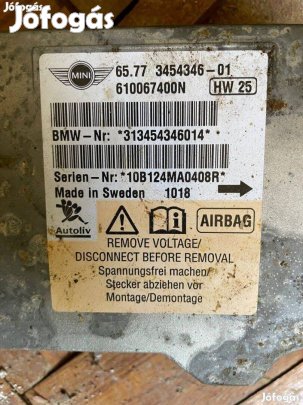 Jófogás
MINI
65.77 3454346-01
610067400N HW 25
BMW-Nr: *313454346014*
Serien-Nr:*10B124MA0408R*
Made in Sweden 1018
Autoliv
AIRBAG
REMOVE VOLTAGE/
DISCONNECT BEFORE REMOVAL
Spannungsfrei machen/
Stecker abziehen vor
Montage/Demontage
Jófogás